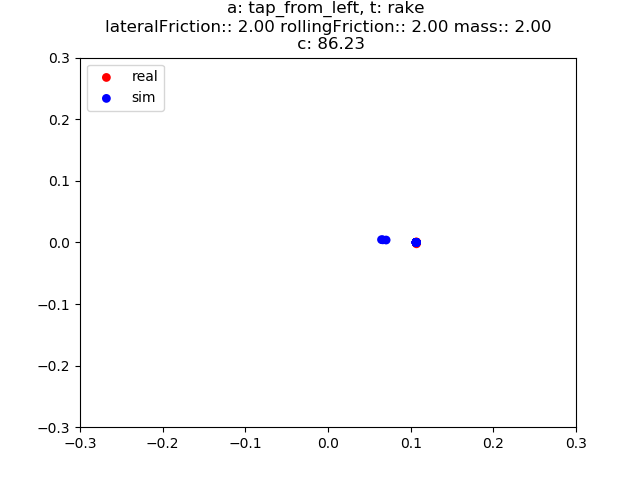 a: tap_from_left, t: rake
lateralFriction:: 2.00 rollingFriction:: 2.00 mass:: 2.00
c: 86.23
real
sim
0.3
0.2
0.1
0.0
−0.1
−0.2
−0.3
−0.3 −0.2 −0.1 0.0 0.1 0.2 0.3